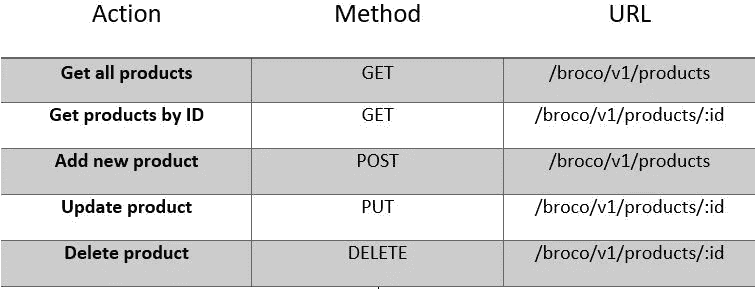 Action Method URL
Get all products GET /broco/v1/products
Get products by ID GET /broco/v1/products/:id
Add new product POST /broco/v1/products
Update product PUT /broco/v1/products/:id
Delete product DELETE /broco/v1/products/:id